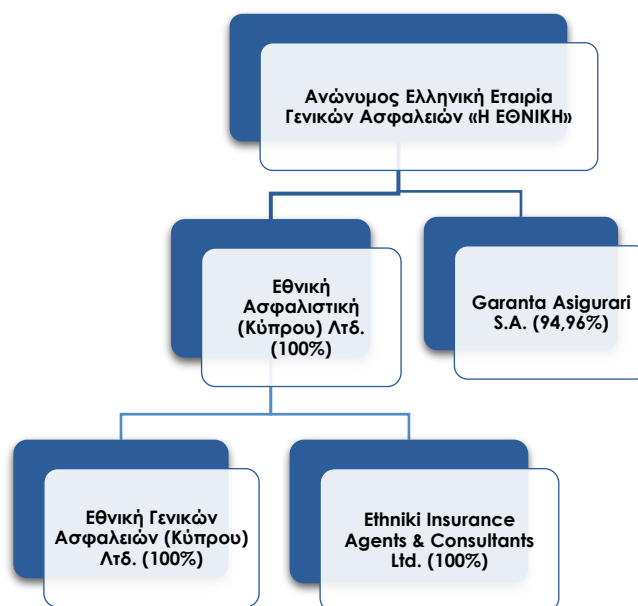 Ανώνυμος Ελληνική Εταιρία
Γενικών Ασφαλειών «Η ΕΘΝΙΚΗ»
Εθνική
Ασφαλιστική
(Κύπρου) Λτδ.
(100%)
Garanta Asigurari
S.A. (94,96%)
Εθνική Γενικών
Ασφαλειών (Κύπρου)
Λτδ. (100%)
Ethniki Insurance
Agents & Consultants
Ltd. (100%)